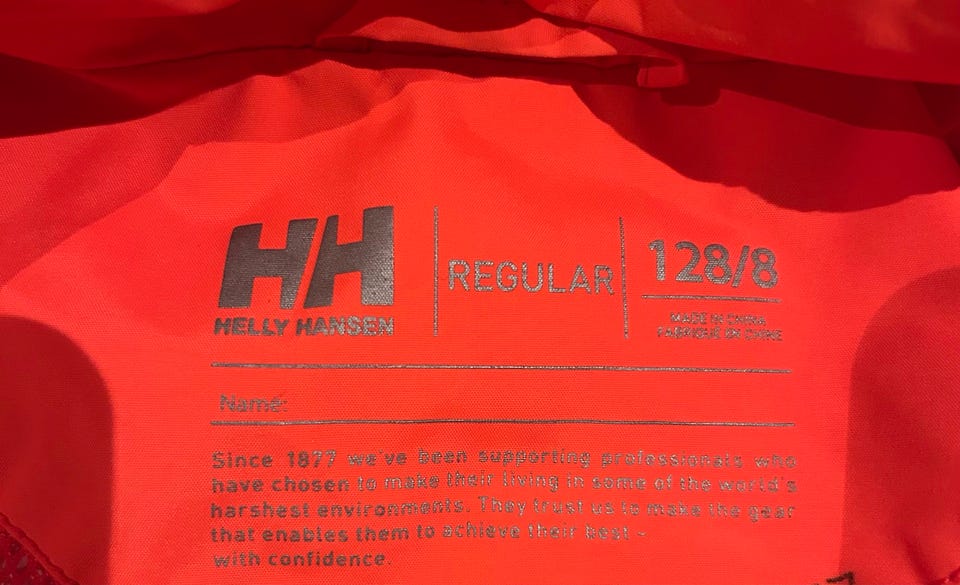 HH
HELLY HANSEN
REGULAR
128/8
MADE IN CHINA
FABRIQUÉ EN CHINE
Name:
Since 1877 we've been supporting professionals who
have chosen to make their living in some of the world's
harshest environments. They trust us to make the gear
that enables them to achieve their best -
with confidence.